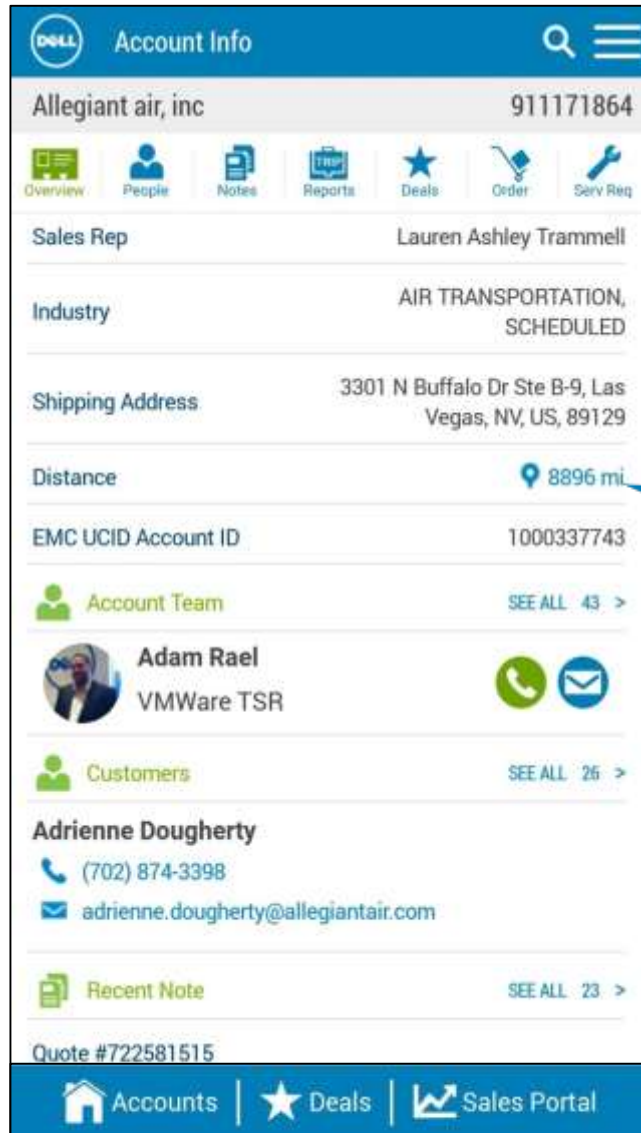 DELL Account Info
Allegiant air, inc 911171864
Overview People Notes TRIP Reports Deals Order Serv Req
Sales Rep Lauren Ashley Trammell
Industry AIR TRANSPORTATION,
SCHEDULED
Shipping Address 3301 N Buffalo Dr Ste B-9, Las
Vegas, NV, US, 89129
Distance 8896 mi
EMC UCID Account ID 1000337743
Account Team SEE ALL 43 >
Adam Rael
VMWare TSR
Customers SEE ALL 26 >
Adrienne Dougherty
(702) 874-3398
adrienne.dougherty@allegiantair.com
Recent Note SEE ALL 23 >
Quote #722581515
Accounts | Deals | Sales Portal